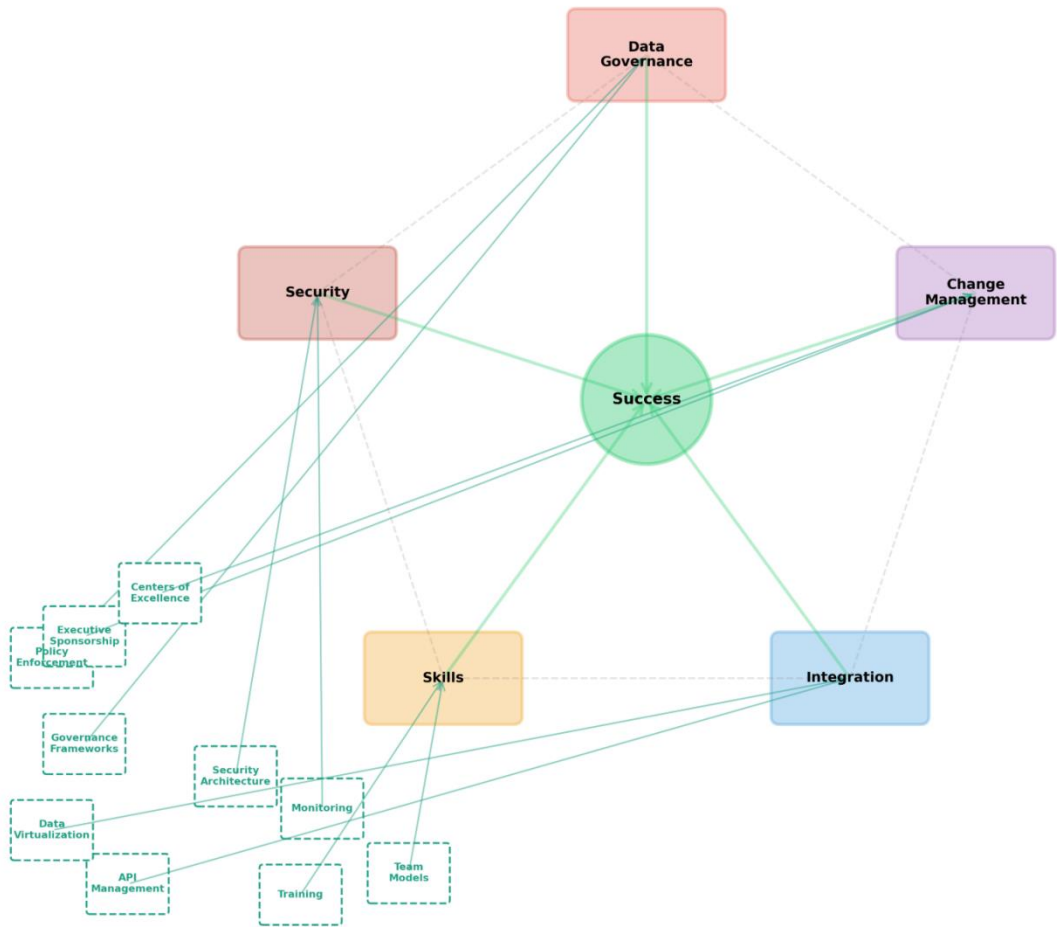 Data
Governance
Security
Change
Management
Success
Centers of
Excellence
Executive
Sponsorship
Policy
Enforcement
Skills
Integration
Governance
Frameworks
Security
Architecture
Monitoring
Data
Virtualization
API
Management
Training
Team
Models